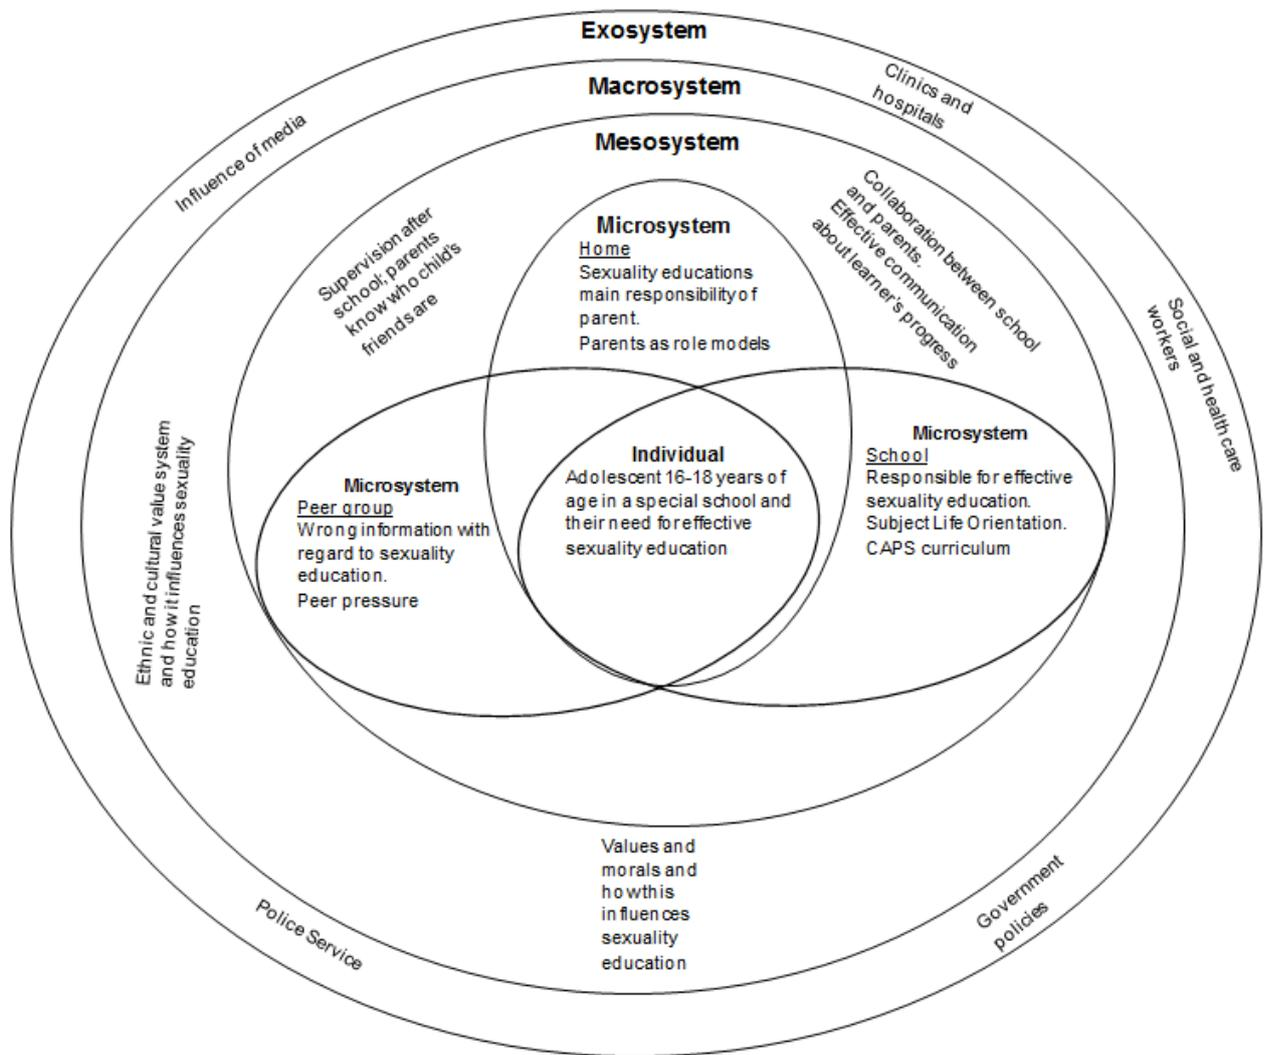 Exosystem
Clinics and
hospitals
Macrosystem
Influence of media
Mesosystem
Supervision after
school; parents
know who child's
friends are
Collaboration between school
and parents.
Effective communication
about learner's progress
Microsystem
Home
Sexuality educations
main responsibility of
parent.
Parents as role models
Social and health care
workers
Ethnic and cultural value system
and how it influences sexuality
education
Microsystem
Peer group
Wrong information with
regard to sexuality
education.
Peer pressure
Individual
Adolescent 16-18 years of
age in a special school and
their need for effective
sexuality education
Microsystem
School
Responsible for effective
sexuality education.
Subject Life Orientation.
CAPS curriculum
Values and
morals and
how this
influences
sexuality
education
Police Service
Government
policies